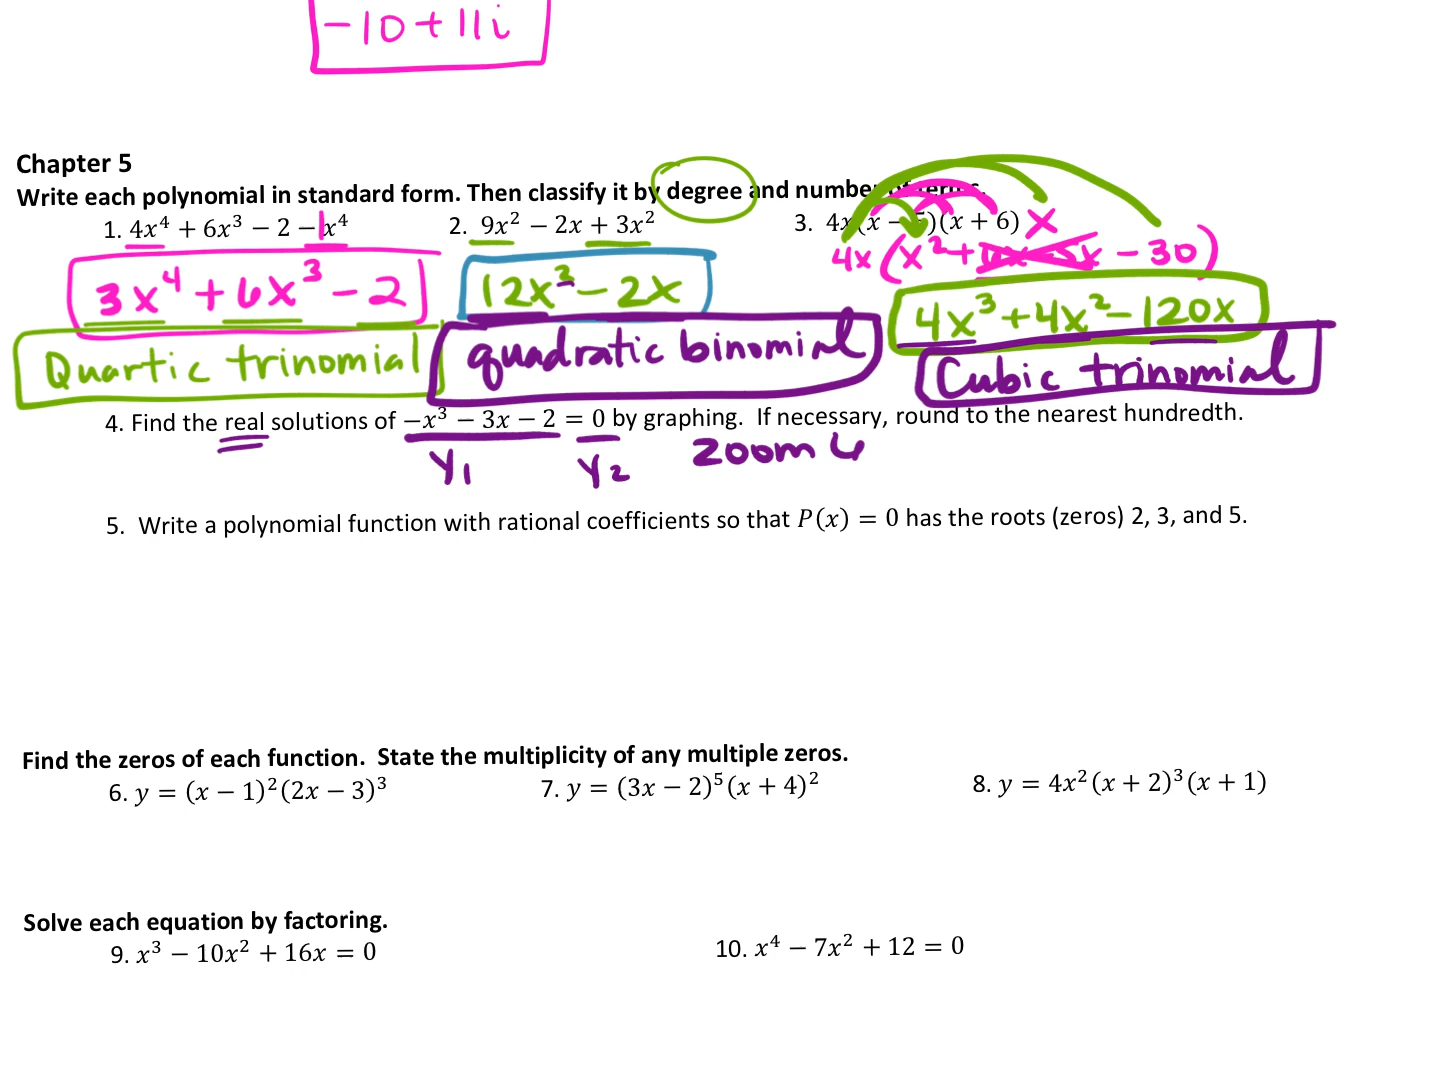 -10+11i
Chapter 5
Write each polynomial in standard form. Then classify it by degree and number of terms.
1. 4x⁴ + 6x³ − 2 − 1x⁴ 2. 9x² − 2x + 3x² 3. 4x(x − 5)(x + 6)
4x(x²+ x - 30)
3x⁴+6x³-2 12x²-2x 4x³+4x²-120x
Quartic trinomial quadratic binomial Cubic trinomial
4. Find the real solutions of −x³ − 3x − 2 = 0 by graphing. If necessary, round to the nearest hundredth.
Y₁ Y₂ zoom 6
5. Write a polynomial function with rational coefficients so that P(x) = 0 has the roots (zeros) 2, 3, and 5.
Find the zeros of each function. State the multiplicity of any multiple zeros.
6. y = (x − 1)²(2x − 3)³ 7. y = (3x − 2)⁵(x + 4)² 8. y = 4x²(x + 2)³(x + 1)
Solve each equation by factoring.
9. x³ − 10x² + 16x = 0 10. x⁴ − 7x² + 12 = 0